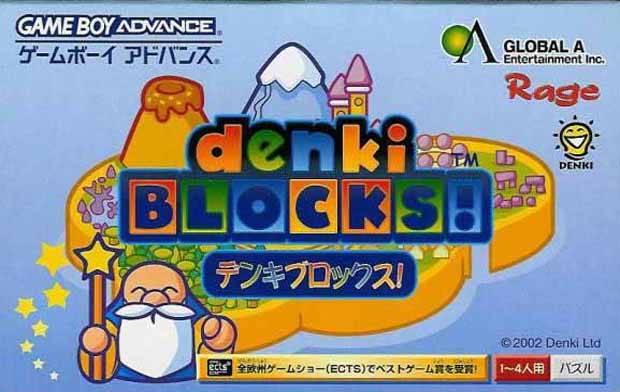 GAME BOY ADVANCE
ゲームボーイ アドバンス
GLOBAL A
Entertainment Inc.
Rage
DENKI
denki
BLOCKS!
TM
デンキブロックス!
© 2002 Denki Ltd
ects
全欧州ゲームショー(ECTS)でベストゲーム賞を受賞!
1〜4人用
パズル